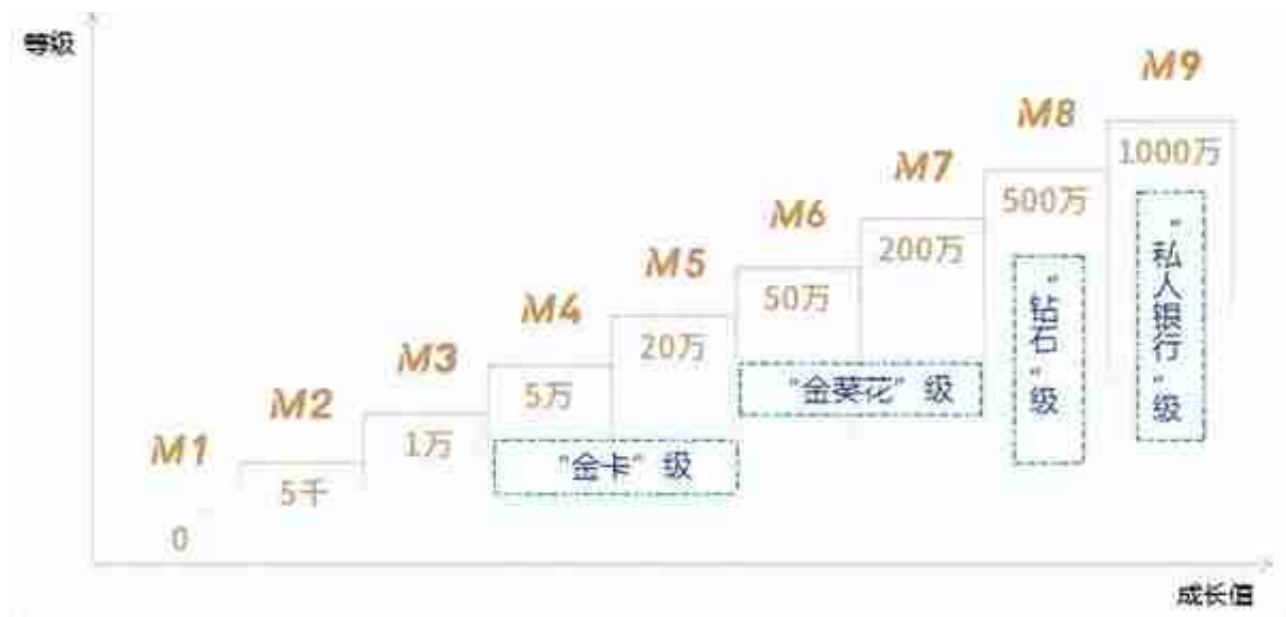 等级
M1
0
M2
5千
M3
1万
M4
5万
M5
20万
"金卡"级
M6
50万
M7
200万
"金葵花"级
M8
500万
"钻石"级
M9
1000万
"私人银行"级
成长值